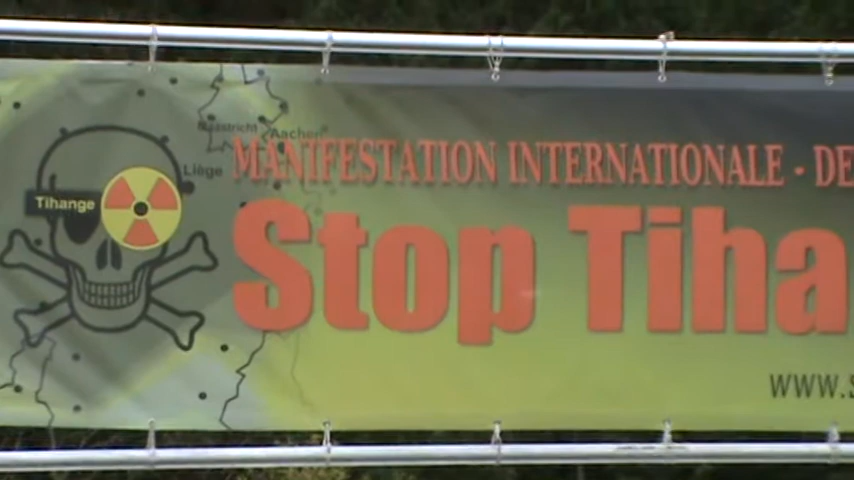 Maastricht
Aachen
Liège
MANIFESTATION INTERNATIONALE - DE
Tihange
Stop Tiha
WWW.S